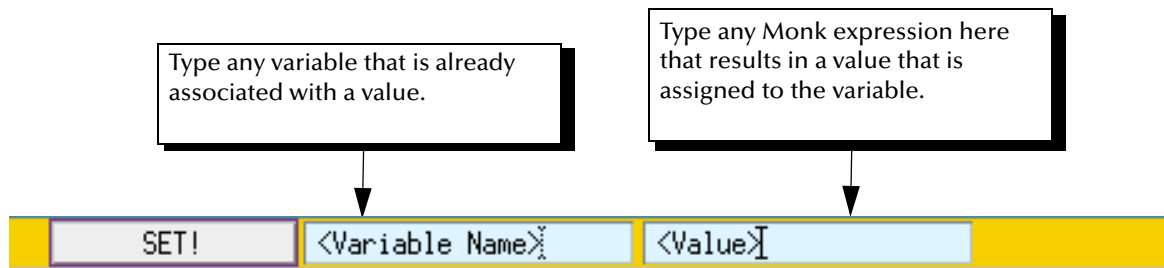 Type any variable that is already
associated with a value.
Type any Monk expression here
that results in a value that is
assigned to the variable.
SET! <Variable Name> <Value>